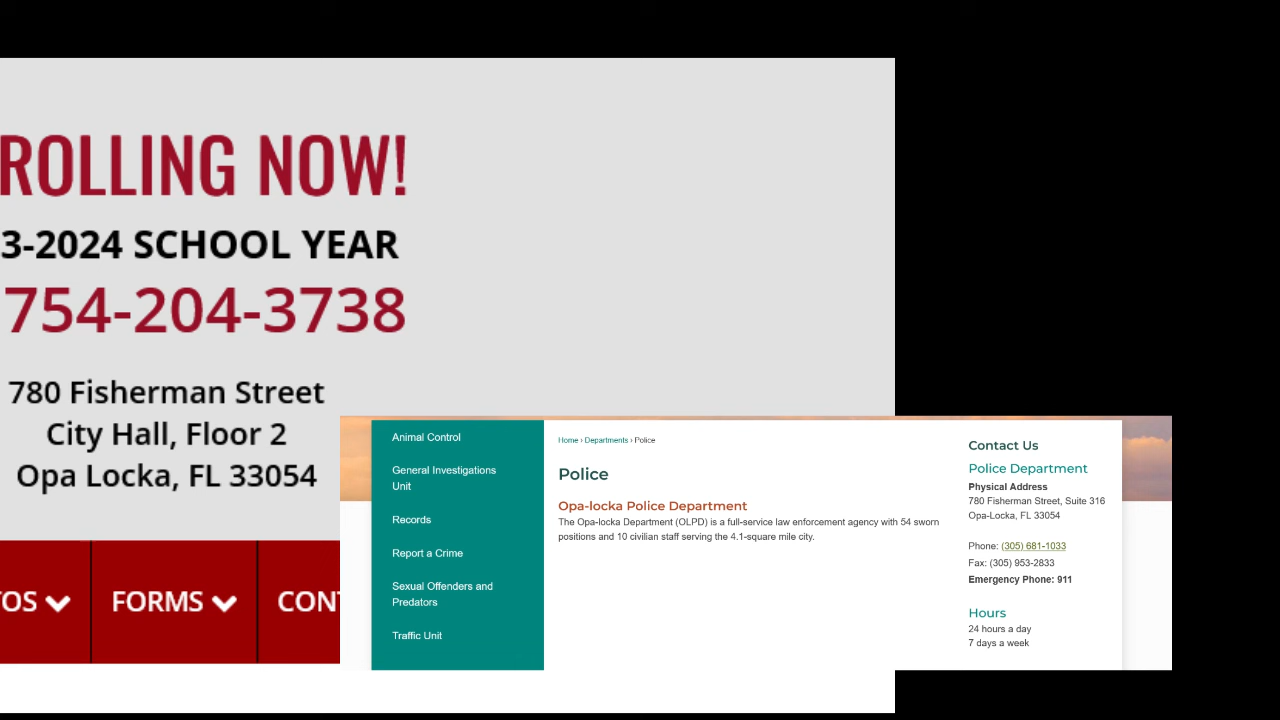 ROLLING NOW!
3-2024 SCHOOL YEAR
754-204-3738
780 Fisherman Street
City Hall, Floor 2
Opa Locka, FL 33054
OS
FORMS
CON
Animal Control
General Investigations
Unit
Records
Report a Crime
Sexual Offenders and
Predators
Traffic Unit
Home › Departments › Police
Police
Opa-locka Police Department
The Opa-locka Department (OLPD) is a full-service law enforcement agency with 54 sworn
positions and 10 civilian staff serving the 4.1-square mile city.
Contact Us
Police Department
Physical Address
780 Fisherman Street, Suite 316
Opa-Locka, FL 33054
Phone: (305) 681-1033
Fax: (305) 953-2833
Emergency Phone: 911
Hours
24 hours a day
7 days a week